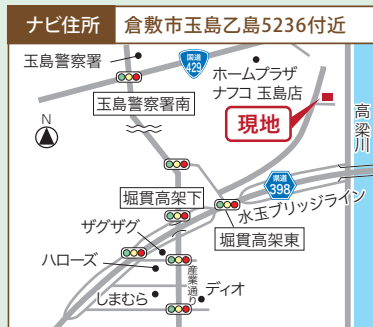 ナビ住所 倉敷市玉島乙島5236付近
玉島警察署
国道
429
ホームプラザ
ナフコ 玉島店
玉島警察署南
現地
高梁川
N
県道
398
堀貫高架下
水玉ブリッジライン
ザグザグ
堀貫高架東
ハローズ
産業通り
ディオ
しまむら